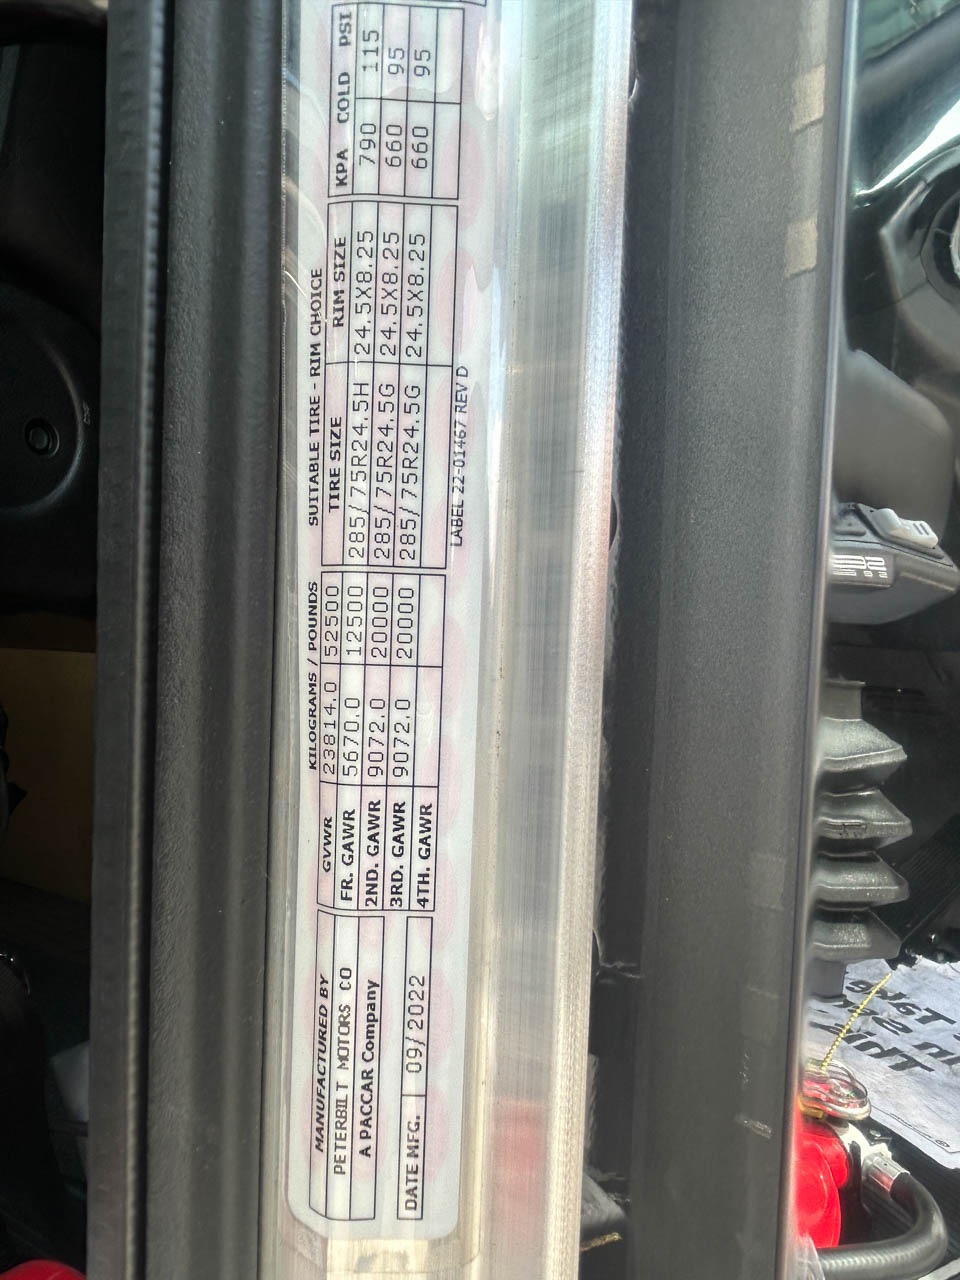 MANUFACTURED BY
PETERBILT MOTORS CO
A PACCAR Company
DATE MFG. 09/2022
KILOGRAMS / POUNDS
GVWR 23814.0 52500
FR. GAWR 5670.0 12500
2ND. GAWR 9072.0 20000
3RD. GAWR 9072.0 20000
4TH. GAWR
SUITABLE TIRE - RIM CHOICE
TIRE SIZE RIM SIZE KPA COLD PSI
285/75R24.5H 24.5X8.25 790 115
285/75R24.5G 24.5X8.25 660 95
285/75R24.5G 24.5X8.25 660 95
LABEL 22-01467 REV D